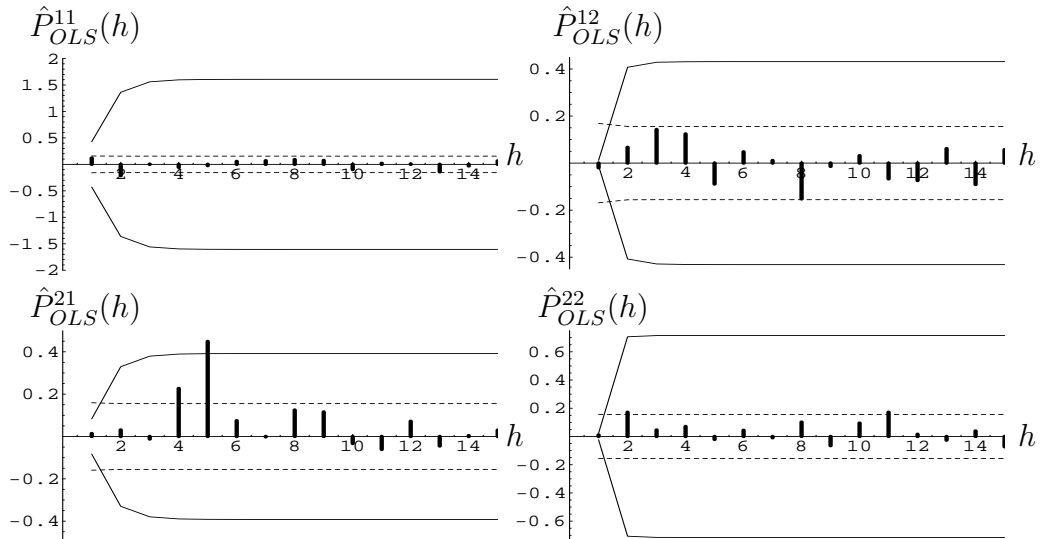 $\hat{P}^{11}_{OLS}(h)$
2
1.5
1
0.5
-0.5
-1
-1.5
-2
2 4 6 8 10 12 14 h
$\hat{P}^{12}_{OLS}(h)$
0.4
0.2
-0.2
-0.4
2 4 6 8 10 12 14 h
$\hat{P}^{21}_{OLS}(h)$
0.4
0.2
-0.2
-0.4
2 4 6 8 10 12 14 h
$\hat{P}^{22}_{OLS}(h)$
0.6
0.4
0.2
-0.2
-0.4
-0.6
2 4 6 8 10 12 14 h